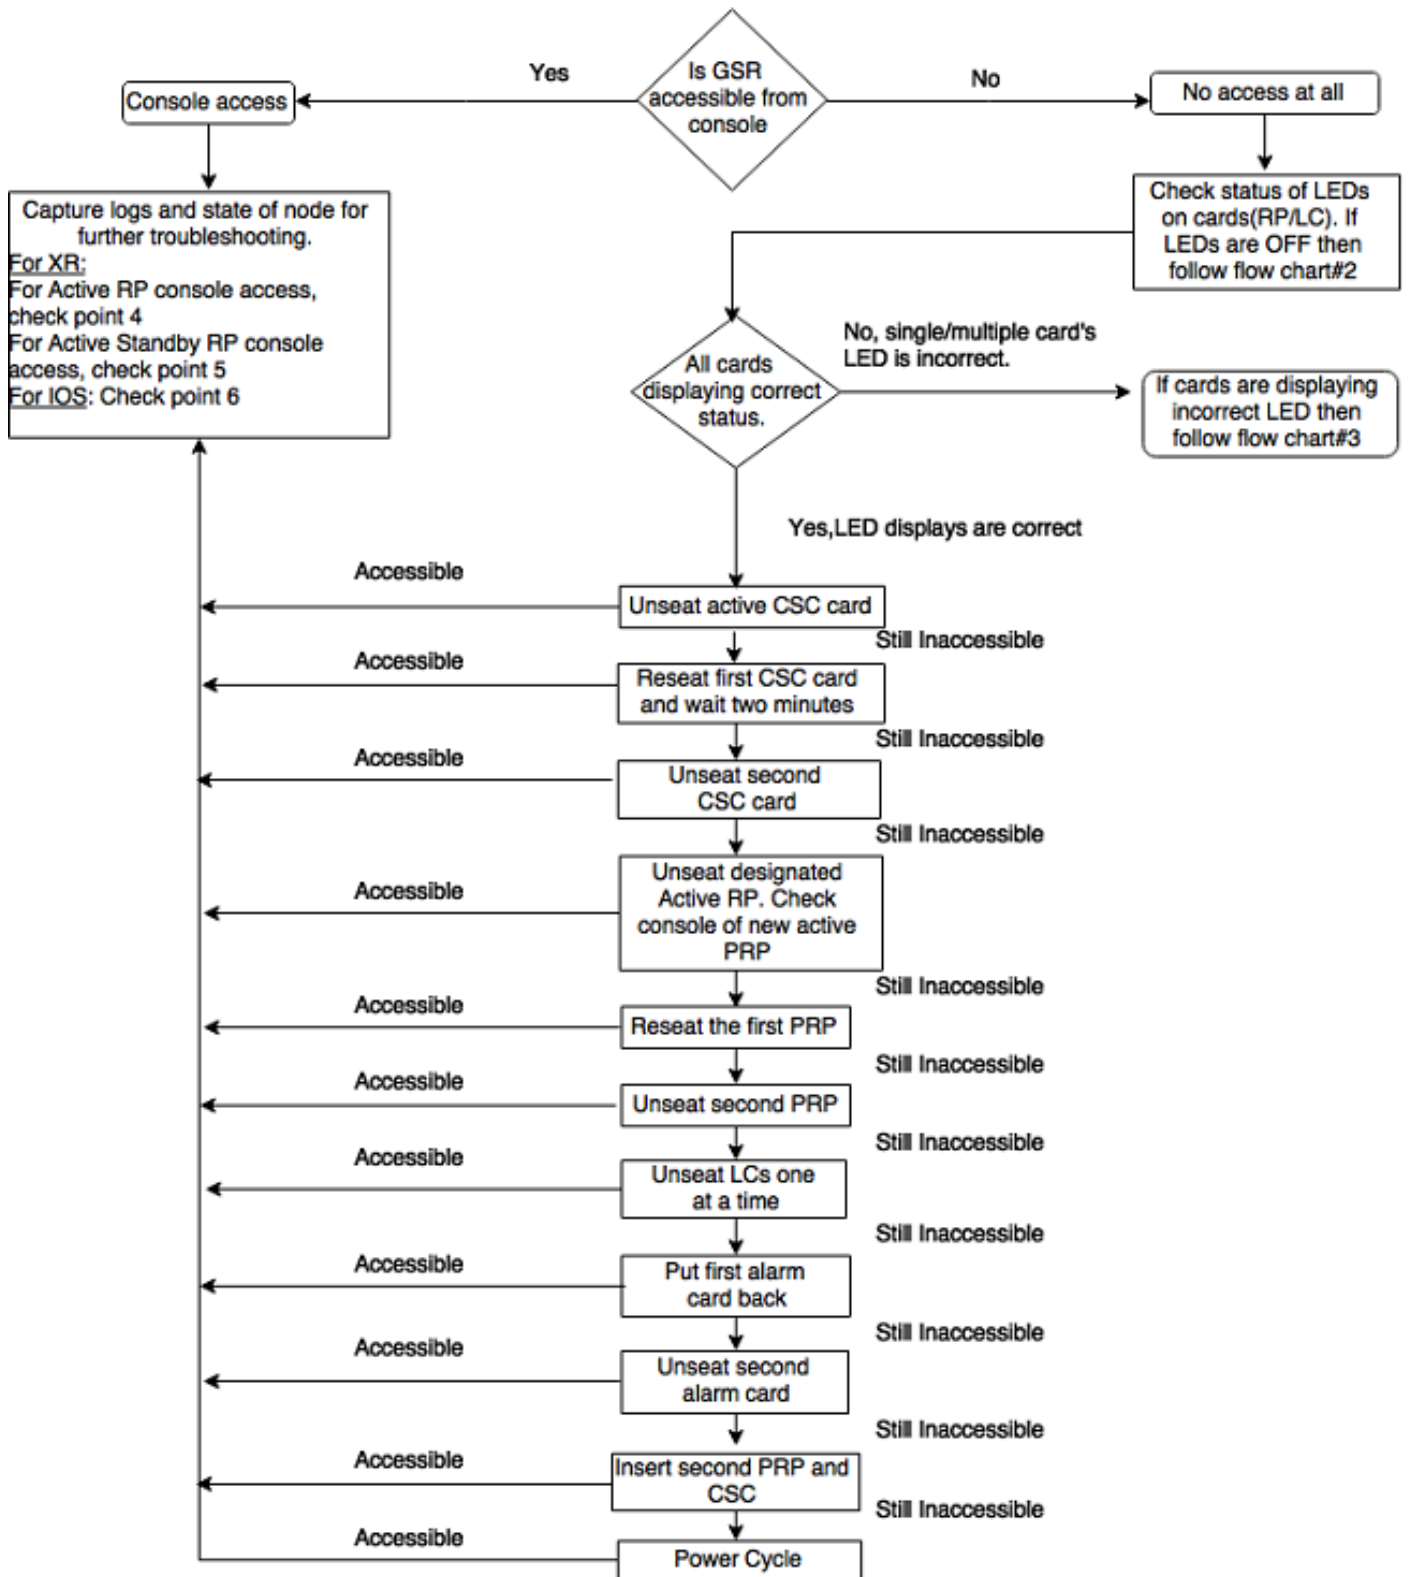 Is GSR
accessible from
console
Yes
No
Console access
No access at all
Capture logs and state of node for
further troubleshooting.
For XR:
For Active RP console access,
check point 4
For Active Standby RP console
access, check point 5
For IOS: Check point 6
Check status of LEDs
on cards(RP/LC). If
LEDs are OFF then
follow flow chart#2
All cards
displaying correct
status.
No, single/multiple card's
LED is incorrect.
If cards are displaying
incorrect LED then
follow flow chart#3
Yes,LED displays are correct
Accessible
Unseat active CSC card
Still Inaccessible
Accessible
Reseat first CSC card
and wait two minutes
Still Inaccessible
Accessible
Unseat second
CSC card
Still Inaccessible
Accessible
Unseat designated
Active RP. Check
console of new active
PRP
Still Inaccessible
Accessible
Reseat the first PRP
Still Inaccessible
Accessible
Unseat second PRP
Still Inaccessible
Accessible
Unseat LCs one
at a time
Still Inaccessible
Accessible
Put first alarm
card back
Still Inaccessible
Accessible
Unseat second
alarm card
Still Inaccessible
Accessible
Insert second PRP and
CSC
Still Inaccessible
Accessible
Power Cycle